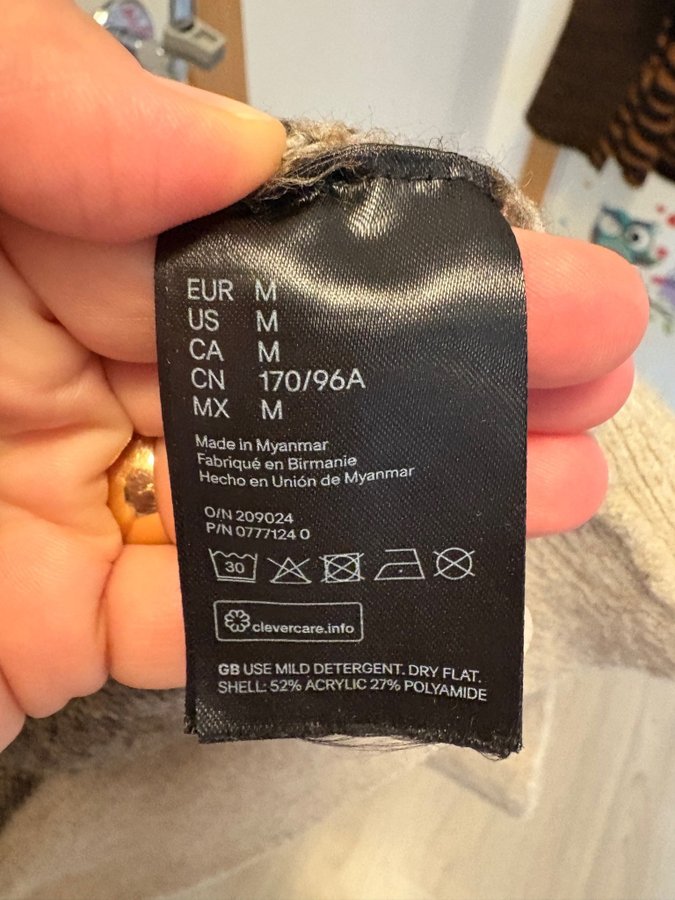 EUR M
US M
CA M
CN 170/96A
MX M
Made in Myanmar
Fabriqué en Birmanie
Hecho en Unión de Myanmar
O/N 209024
P/N 0777124 0
30
clevercare.info
GB USE MILD DETERGENT. DRY FLAT.
SHELL: 52% ACRYLIC 27% POLYAMIDE